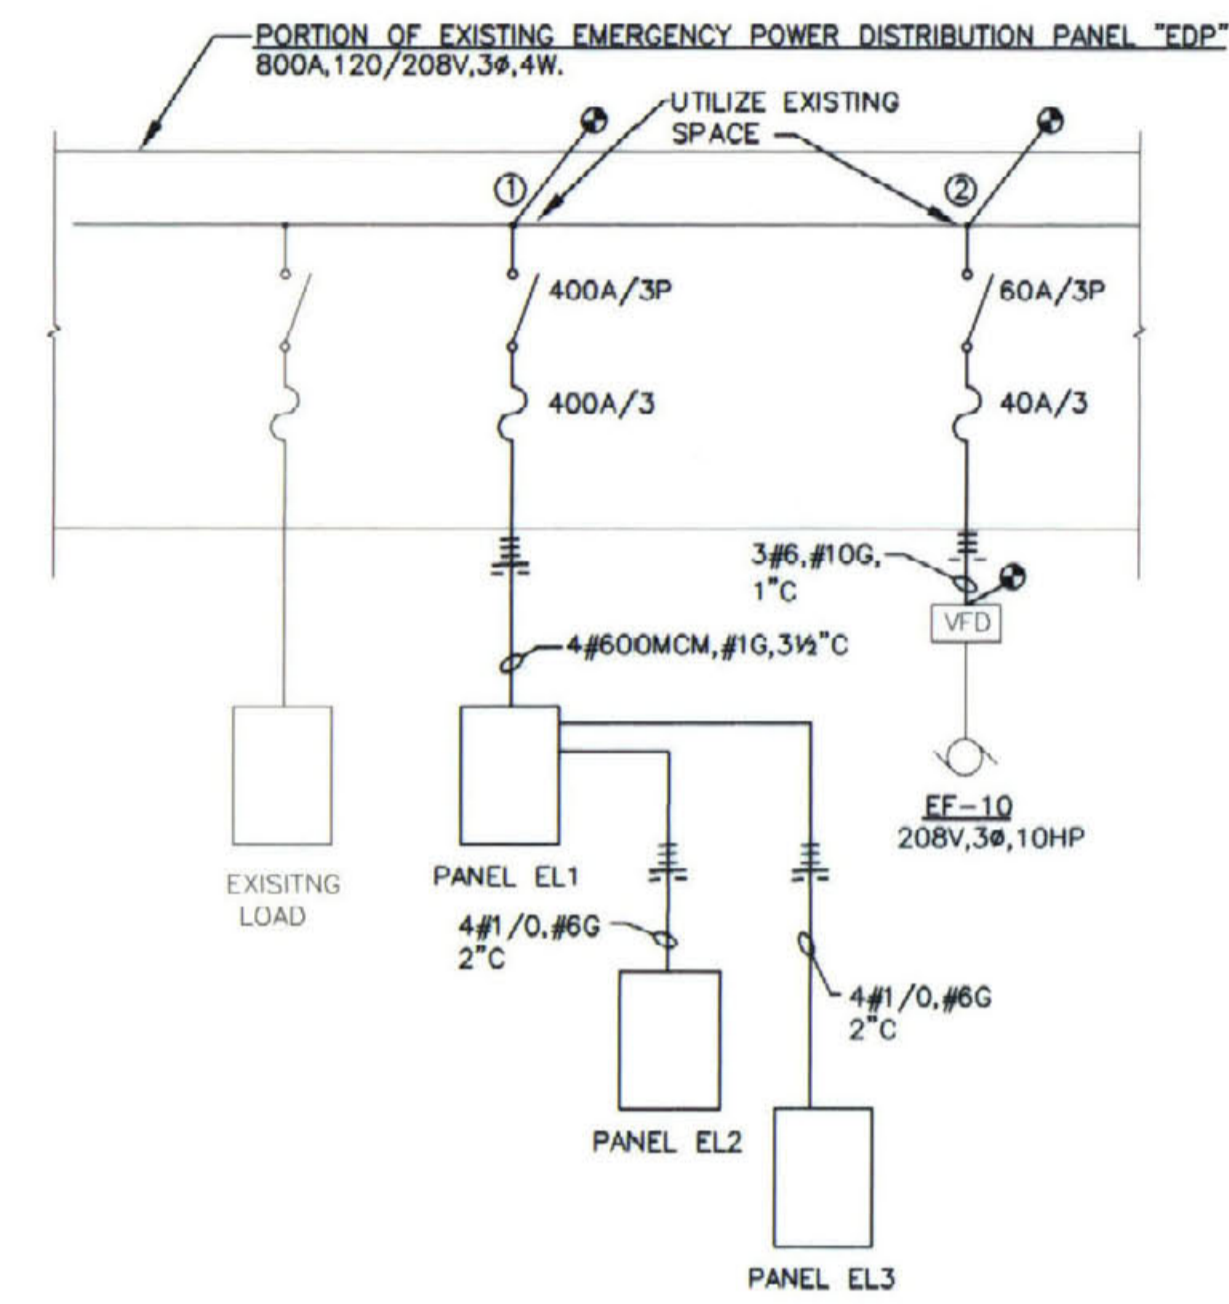 PORTION OF EXISTING EMERGENCY POWER DISTRIBUTION PANEL "EDP"
800A,120/208V,3ø,4W.
UTILIZE EXISTING
SPACE
①
②
400A/3P
60A/3P
400A/3
40A/3
3#6,#10G,
1"C
VFD
4#600MCM,#1G,3½"C
EF-10
208V,3ø,10HP
EXISITNG
LOAD
PANEL EL1
4#1/0,#6G
2"C
4#1/0,#6G
2"C
PANEL EL2
PANEL EL3